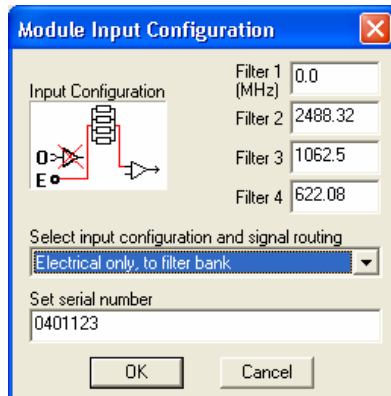 Module Input Configuration
Input Configuration
O
E
Filter 1 (MHz) 0.0
Filter 2 2488.32
Filter 3 1062.5
Filter 4 622.08
Select input configuration and signal routing
Electrical only, to filter bank
Set serial number
0401123
OK Cancel